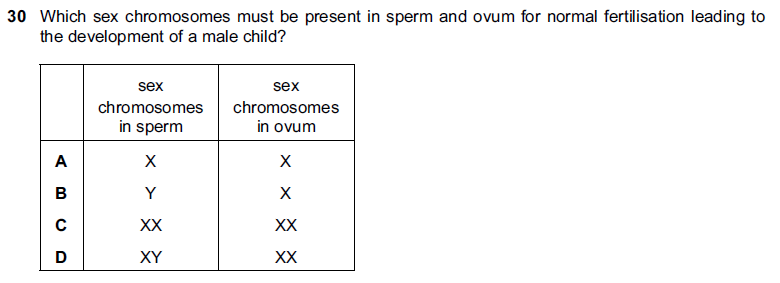 30 Which sex chromosomes must be present in sperm and ovum for normal fertilisation leading to
the development of a male child?
sex
chromosomes
in sperm
sex
chromosomes
in ovum
A X X
B Y X
C XX XX
D XY XX